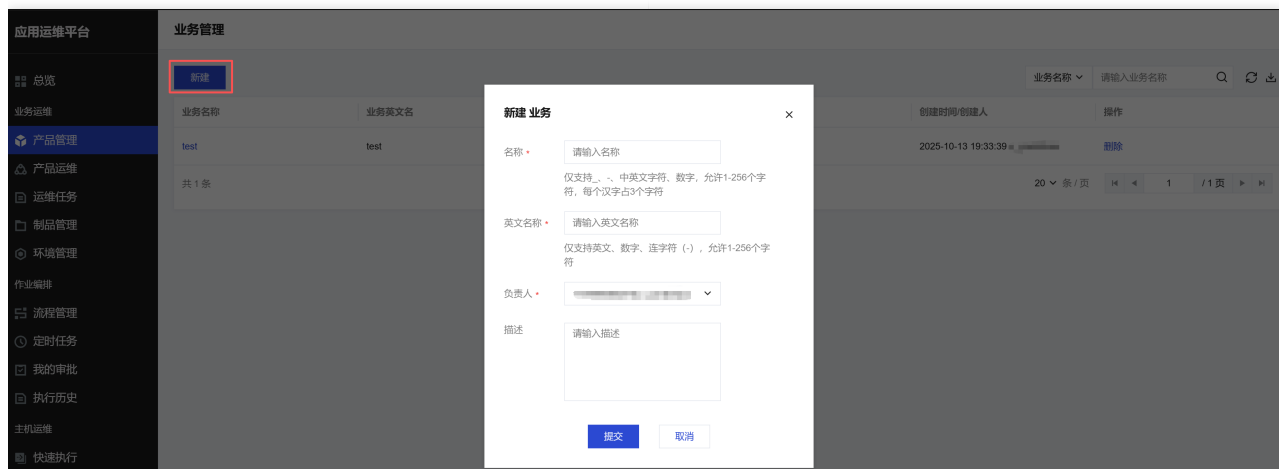 应用运维平台
业务管理
总览
新建
业务名称
请输入业务名称
业务运维
业务名称
业务英文名
创建时间/创建人
操作
产品管理
test
test
2025-10-13 19:33:39
删除
产品运维
运维任务
共 1 条
20 条 / 页
1
/ 1 页
制品管理
环境管理
作业编排
流程管理
定时任务
我的审批
执行历史
主机运维
快速执行
新建 业务
×
名称 *
请输入名称
仅支持_、-、中英文字符、数字，允许1-256个字
符，每个汉字占3个字符
英文名称 *
请输入英文名称
仅支持英文、数字、连字符（-），允许1-256个字
符
负责人 *
描述
请输入描述
提交
取消